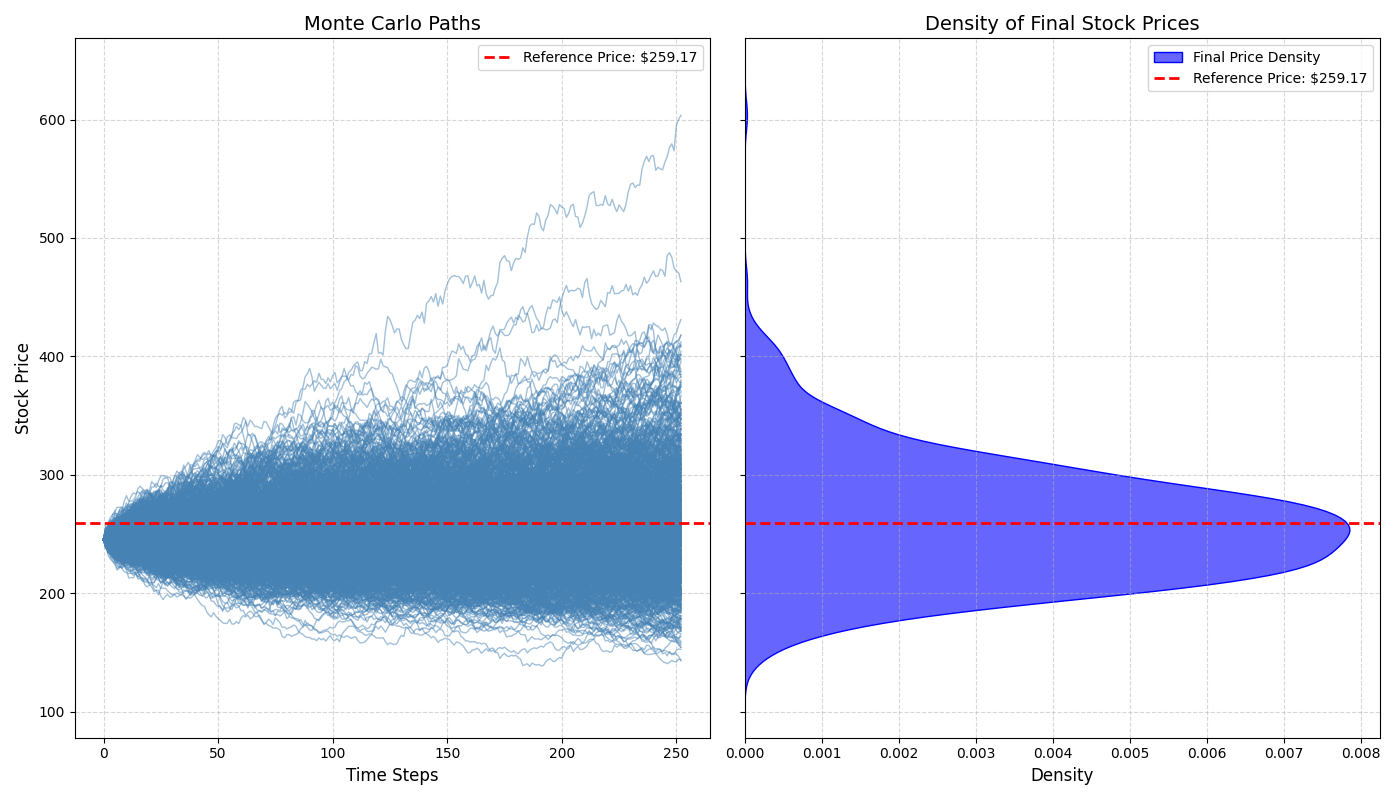 Monte Carlo Paths
Reference Price: $259.17
Stock Price
600
500
400
300
200
100
0
50
100
150
200
250
Time Steps
Density of Final Stock Prices
Final Price Density
Reference Price: $259.17
0.000
0.001
0.002
0.003
0.004
0.005
0.006
0.007
0.008
Density